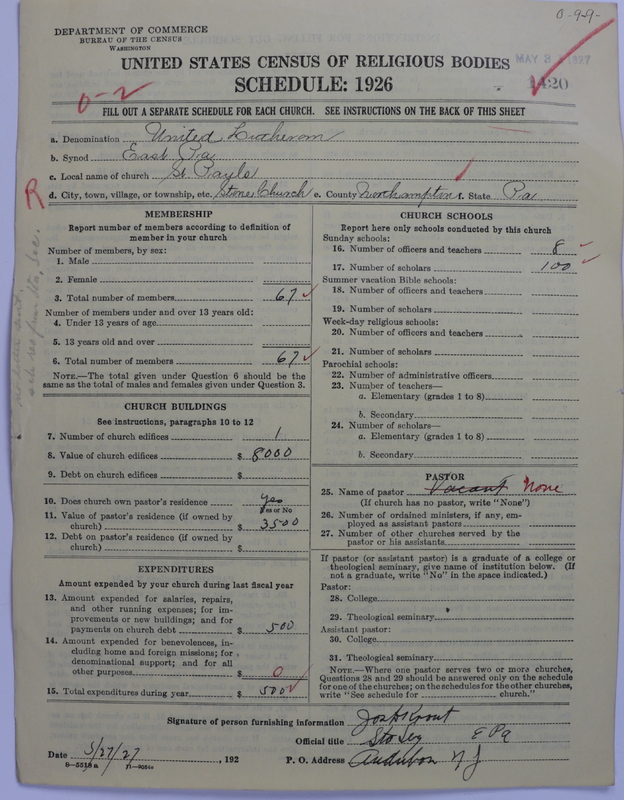 0-9-9-
DEPARTMENT OF COMMERCE
BUREAU OF THE CENSUS
WASHINGTON
MAY 3 1927
UNITED STATES CENSUS OF RELIGIOUS BODIES
SCHEDULE: 1926
0-2
FILL OUT A SEPARATE SCHEDULE FOR EACH CHURCH. SEE INSTRUCTIONS ON THE BACK OF THIS SHEET
a. Denomination United Lutheran
b. Synod East Pa
c. Local name of church St. Pauls
R
d. City, town, village, or township, etc. Stone Church e. County Northampton f. State Pa
MEMBERSHIP
Report number of members according to definition of
member in your church
Number of members, by sex:
1. Male
2. Female
3. Total number of members 67
Number of members under and over 13 years old:
4. Under 13 years of age
5. 13 years old and over
6. Total number of members 67
NOTE.—The total given under Question 6 should be
same as the total of males and females given under Question 3.
CHURCH BUILDINGS
See instructions, paragraphs 10 to 12
7. Number of church edifices 1
8. Value of church edifices $ 8000
9. Debt on church edifices $
10. Does church own pastor's residence yes
Yes or No
11. Value of pastor's residence (if owned by
church) $ 3500
12. Debt on pastor's residence (if owned by
church) $
EXPENDITURES
Amount expended by your church during last fiscal year
13. Amount expended for salaries, repairs,
and other running expenses; for im-
provements or new buildings; and for
payments on church debt $ 500
14. Amount expended for benevolences, in-
cluding home and foreign missions; for
denominational support; and for all
other purposes $ 0
15. Total expenditures during year $ 500
CHURCH SCHOOLS
Report here only schools conducted by this church
Sunday schools:
16. Number of officers and teachers 8
17. Number of scholars 100
Summer vacation Bible schools:
18. Number of officers and teachers
19. Number of scholars
Week-day religious schools:
20. Number of officers and teachers
21. Number of scholars
Parochial schools:
22. Number of administrative officers
23. Number of teachers—
a. Elementary (grades 1 to 8)
b. Secondary
24. Number of scholars—
a. Elementary (grades 1 to 8)
b. Secondary
PASTOR
25. Name of pastor Vacant None
(If church has no pastor, write "None")
26. Number of ordained ministers, if any, em-
ployed as assistant pastors
27. Number of other churches served by the
pastor or his assistants
If pastor (or assistant pastor) is a graduate of a college or
theological seminary, give name of institution below. (If
not a graduate, write "No" in the space indicated.)
Pastor:
28. College
29. Theological seminary
Assistant pastor:
30. College
31. Theological seminary
NOTE.—Where one pastor serves two or more churches,
Questions 28 and 29 should be answered only on the schedule
for one of the churches; on the schedules for the other churches,
write "See schedule for church."
Signature of person furnishing information
Official title E Pa
Date 5/27/27, 192 P. O. Address Audubon N J